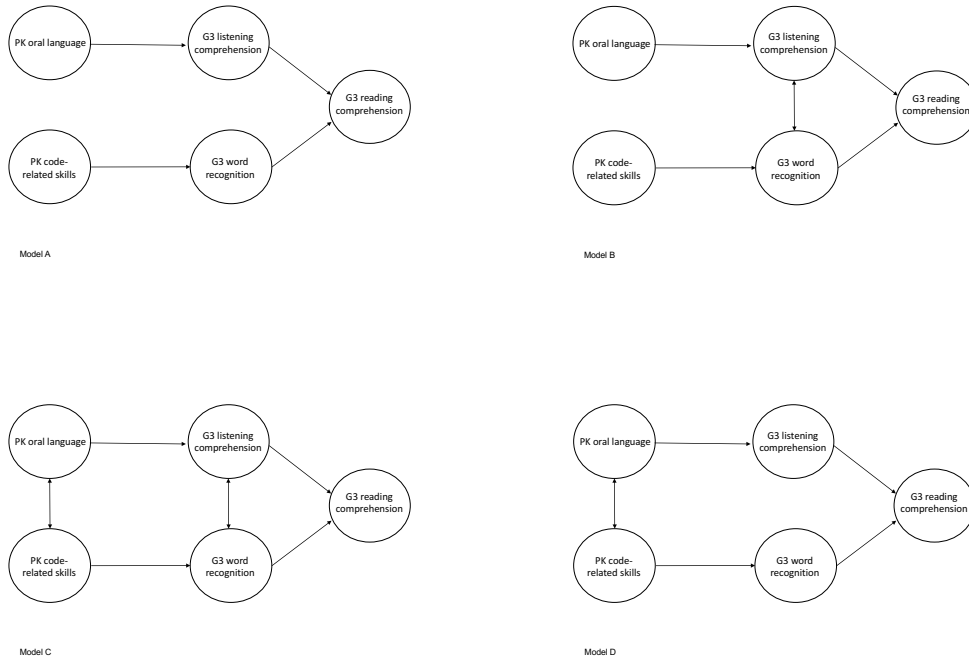 PK oral language
G3 listening
comprehension
G3 reading
comprehension
PK code-
related skills
G3 word
recognition
Model A
PK oral language
G3 listening
comprehension
G3 reading
comprehension
PK code-
related skills
G3 word
recognition
Model B
PK oral language
G3 listening
comprehension
G3 reading
comprehension
PK code-
related skills
G3 word
recognition
Model C
PK oral language
G3 listening
comprehension
G3 reading
comprehension
PK code-
related skills
G3 word
recognition
Model D